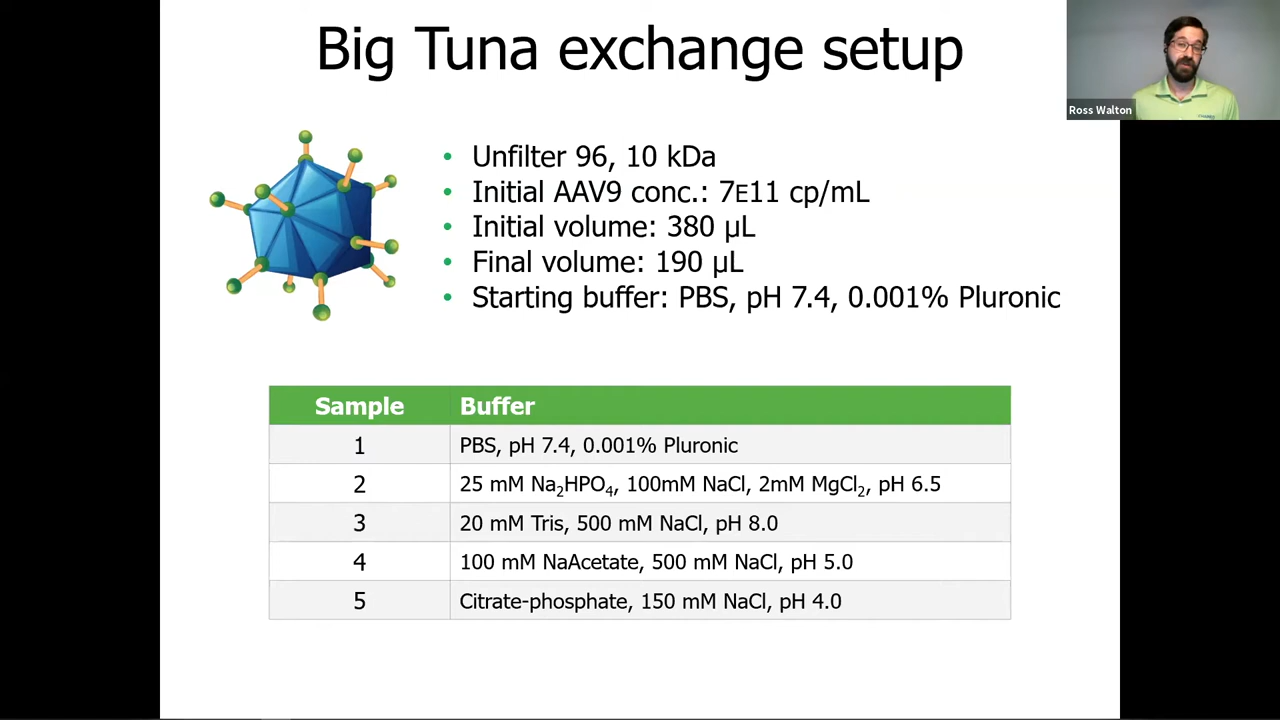 Big Tuna exchange setup
Ross Walton
• Unfilter 96, 10 kDa
• Initial AAV9 conc.: 7E11 cp/mL
• Initial volume: 380 µL
• Final volume: 190 µL
• Starting buffer: PBS, pH 7.4, 0.001% Pluronic
Sample Buffer
1 PBS, pH 7.4, 0.001% Pluronic
2 25 mM Na₂HPO₄, 100mM NaCl, 2mM MgCl₂, pH 6.5
3 20 mM Tris, 500 mM NaCl, pH 8.0
4 100 mM NaAcetate, 500 mM NaCl, pH 5.0
5 Citrate-phosphate, 150 mM NaCl, pH 4.0